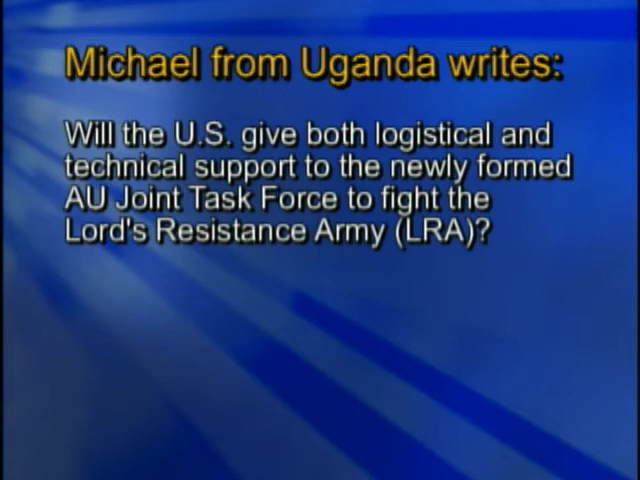 Michael from Uganda writes:
Will the U.S. give both logistical and
technical support to the newly formed
AU Joint Task Force to fight the
Lord's Resistance Army (LRA)?